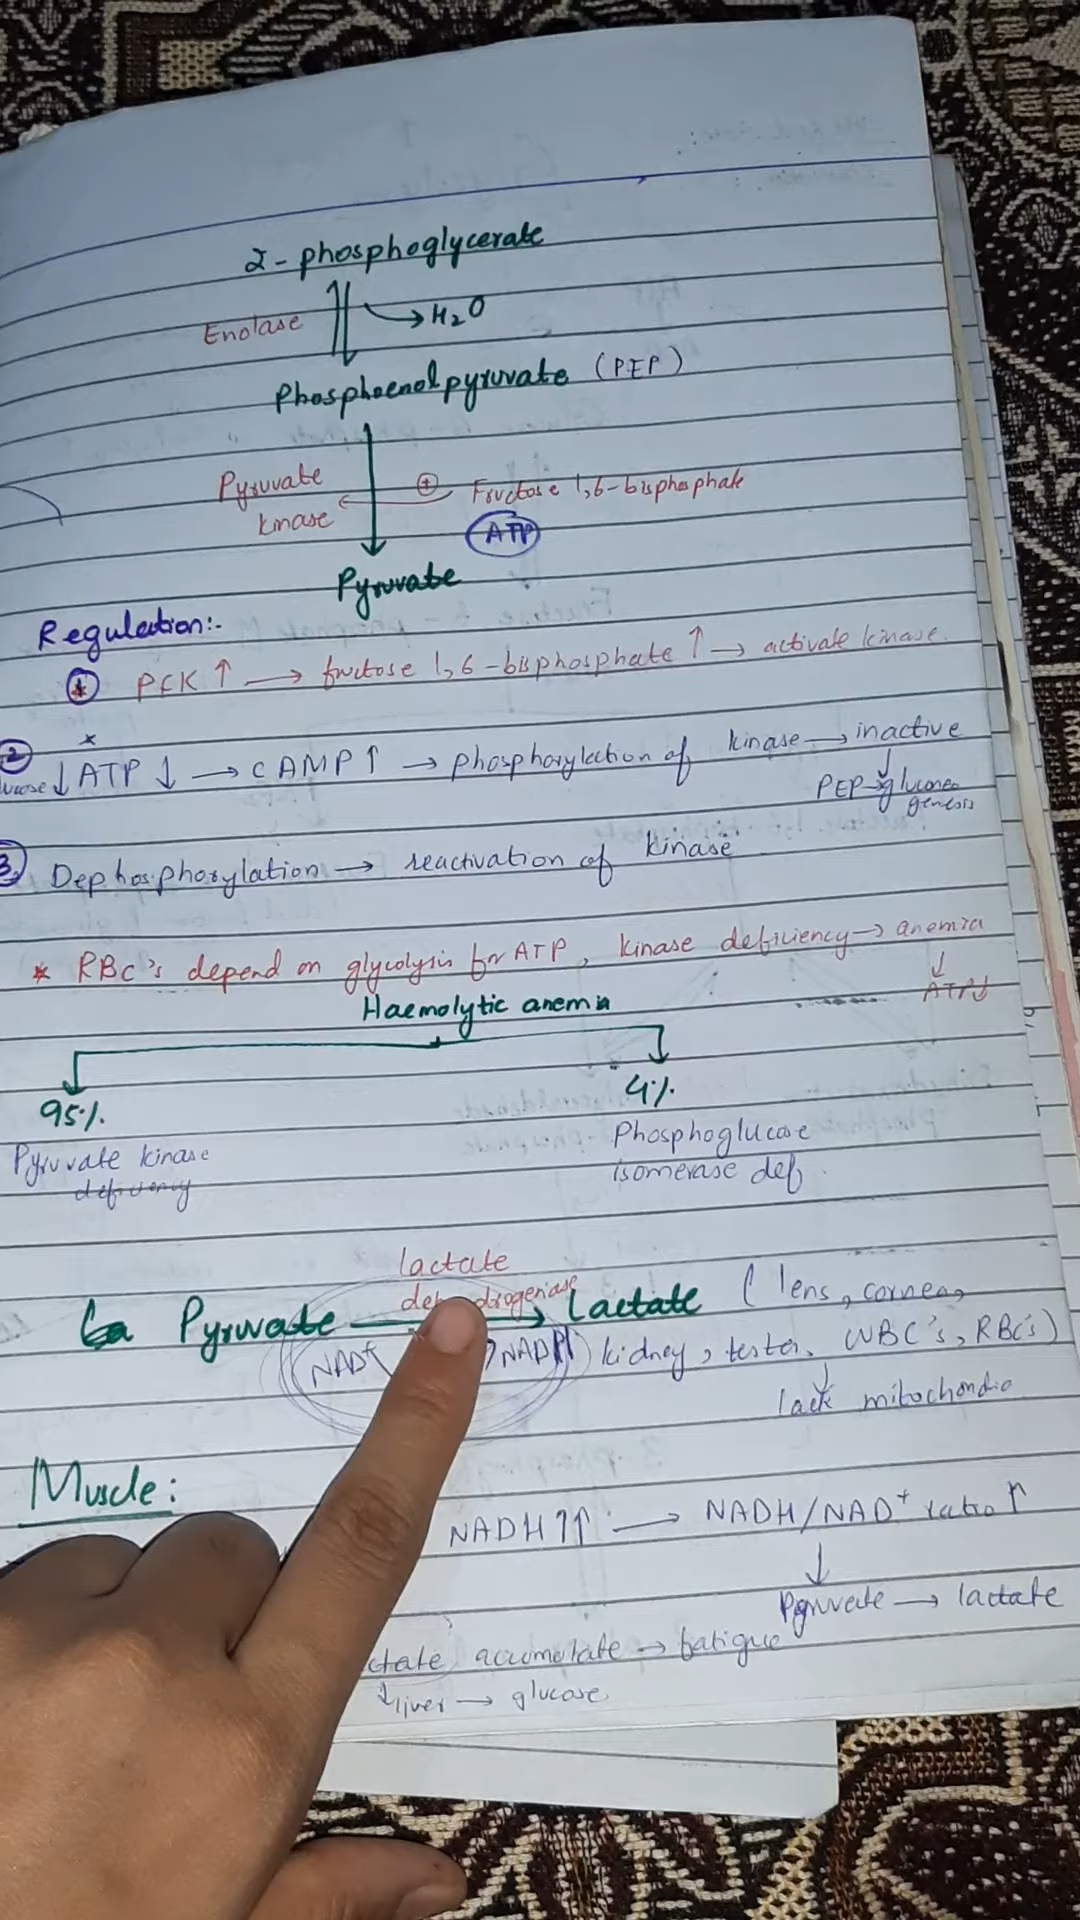 2-phosphoglycerate
Enolase → H₂O
Phosphoenolpyruvate (PEP)
Pyruvate kinase ⊕ Fructose 1,6-bisphosphate
ATP
Pyruvate
Regulation:-
① PFK ↑ → fructose 1,6-bisphosphate ↑ → activate kinase.
② ↓ ATP ↓ → cAMP ↑ → phosphorylation of kinase → inactive
PEP → gluconeogenesis
3 Dephosphorylation → reactivation of kinase
* RBC's depend on glycolysis for ATP, kinase deficiency → anemia
↓ ATP↓
Haemolytic anemia
95% 4%
Pyruvate kinase deficiency Phosphoglucose isomerase def.
lactate
Pyruvate → Lactate (lens, cornea,
NAD⁺ kidney, testes, WBC's, RBC's)
lack mitochondia
Muscle:
NADH ↑↑ → NADH/NAD⁺ ratio ↑
↓
Pyruvate → lactate
accumulate → fatigue
↓ liver → glucose